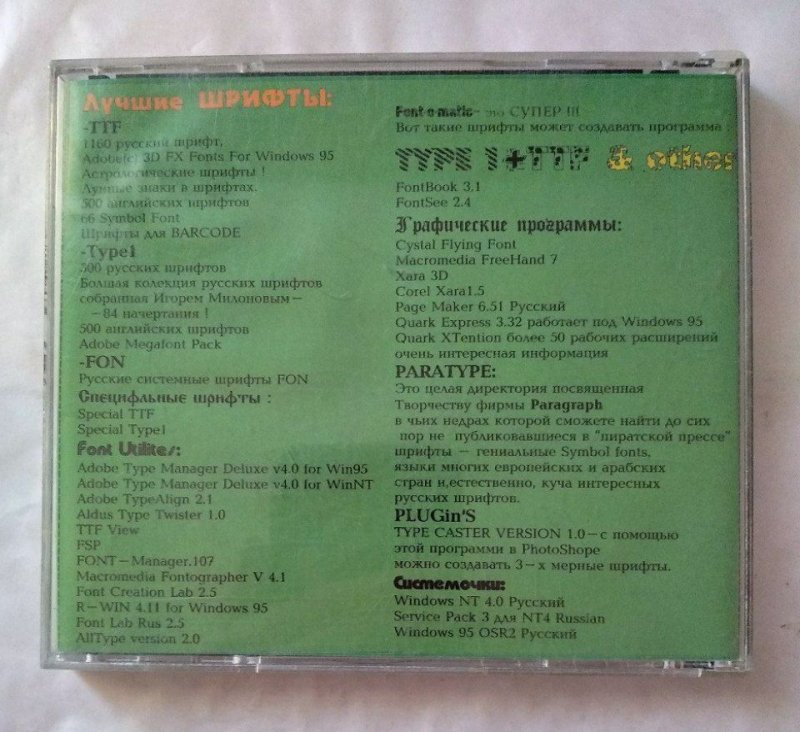 Лучшие ШРИФТЫ:
-TTF
1160 русский шрифт,
Adobe(c) 3D FX Fonts For Windows 95
Астрологические шрифты !
Лунные знаки в шрифтах.
500 английских шрифтов
66 Symbol Font
Шрифты для BARCODE
-Type1
500 русских шрифтов
Болшая колекция русских шрифтов
собранная Игорем Милоновым-
-84 начертания !
500 английских шрифтов
Adobe Megafont Pack
-FON
Русские системные шрифты FON
Специфльные шрифты :
Special TTF
Special Type1
Font Utilites:
Adobe Type Manager Deluxe v4.0 for Win95
Adobe Type Manager Deluxe v4.0 for WinNT
Adobe TypeAlign 2.1
Aldus Type Twister 1.0
TTF View
FSP
FONT-Manager.107
Macromedia Fontographer V 4.1
Font Creation Lab 2.5
R-WIN 4.11 for Windows 95
Font Lab Rus 2.5
AllType version 2.0
Font-o-matic- это СУПЕР !!!
Вот такие шрифты может создавать программа :
TYPE 1+TTF & other
FontBook 3.1
FontSee 2.4
Графические программы:
Cystal Flying Font
Macromedia FreeHand 7
Xara 3D
Corel Xara1.5
Page Maker 6.51 Русский
Quark Express 3.32 работает под Windows 95
Quark XTention более 50 рабочих расширений
очень интересная информация
PARATYPE:
Это целая директория посвященная
Творчеству фирмы Paragraph
в чьих недрах которой сможете найти до сих
пор не публиковавшиеся в "пиратской прессе"
шрифты - гениальные Symbol fonts,
языки многих европейских и арабских
стран и,естественно, куча интересных
русских шрифтов.
PLUGin'S
TYPE CASTER VERSION 1.0-с помощью
этой программи в PhotoShope
можно создавать 3-х мерные шрифты.
Системочки:
Windows NT 4.0 Русский
Service Pack 3 для NT4 Russian
Windows 95 OSR2 Русский